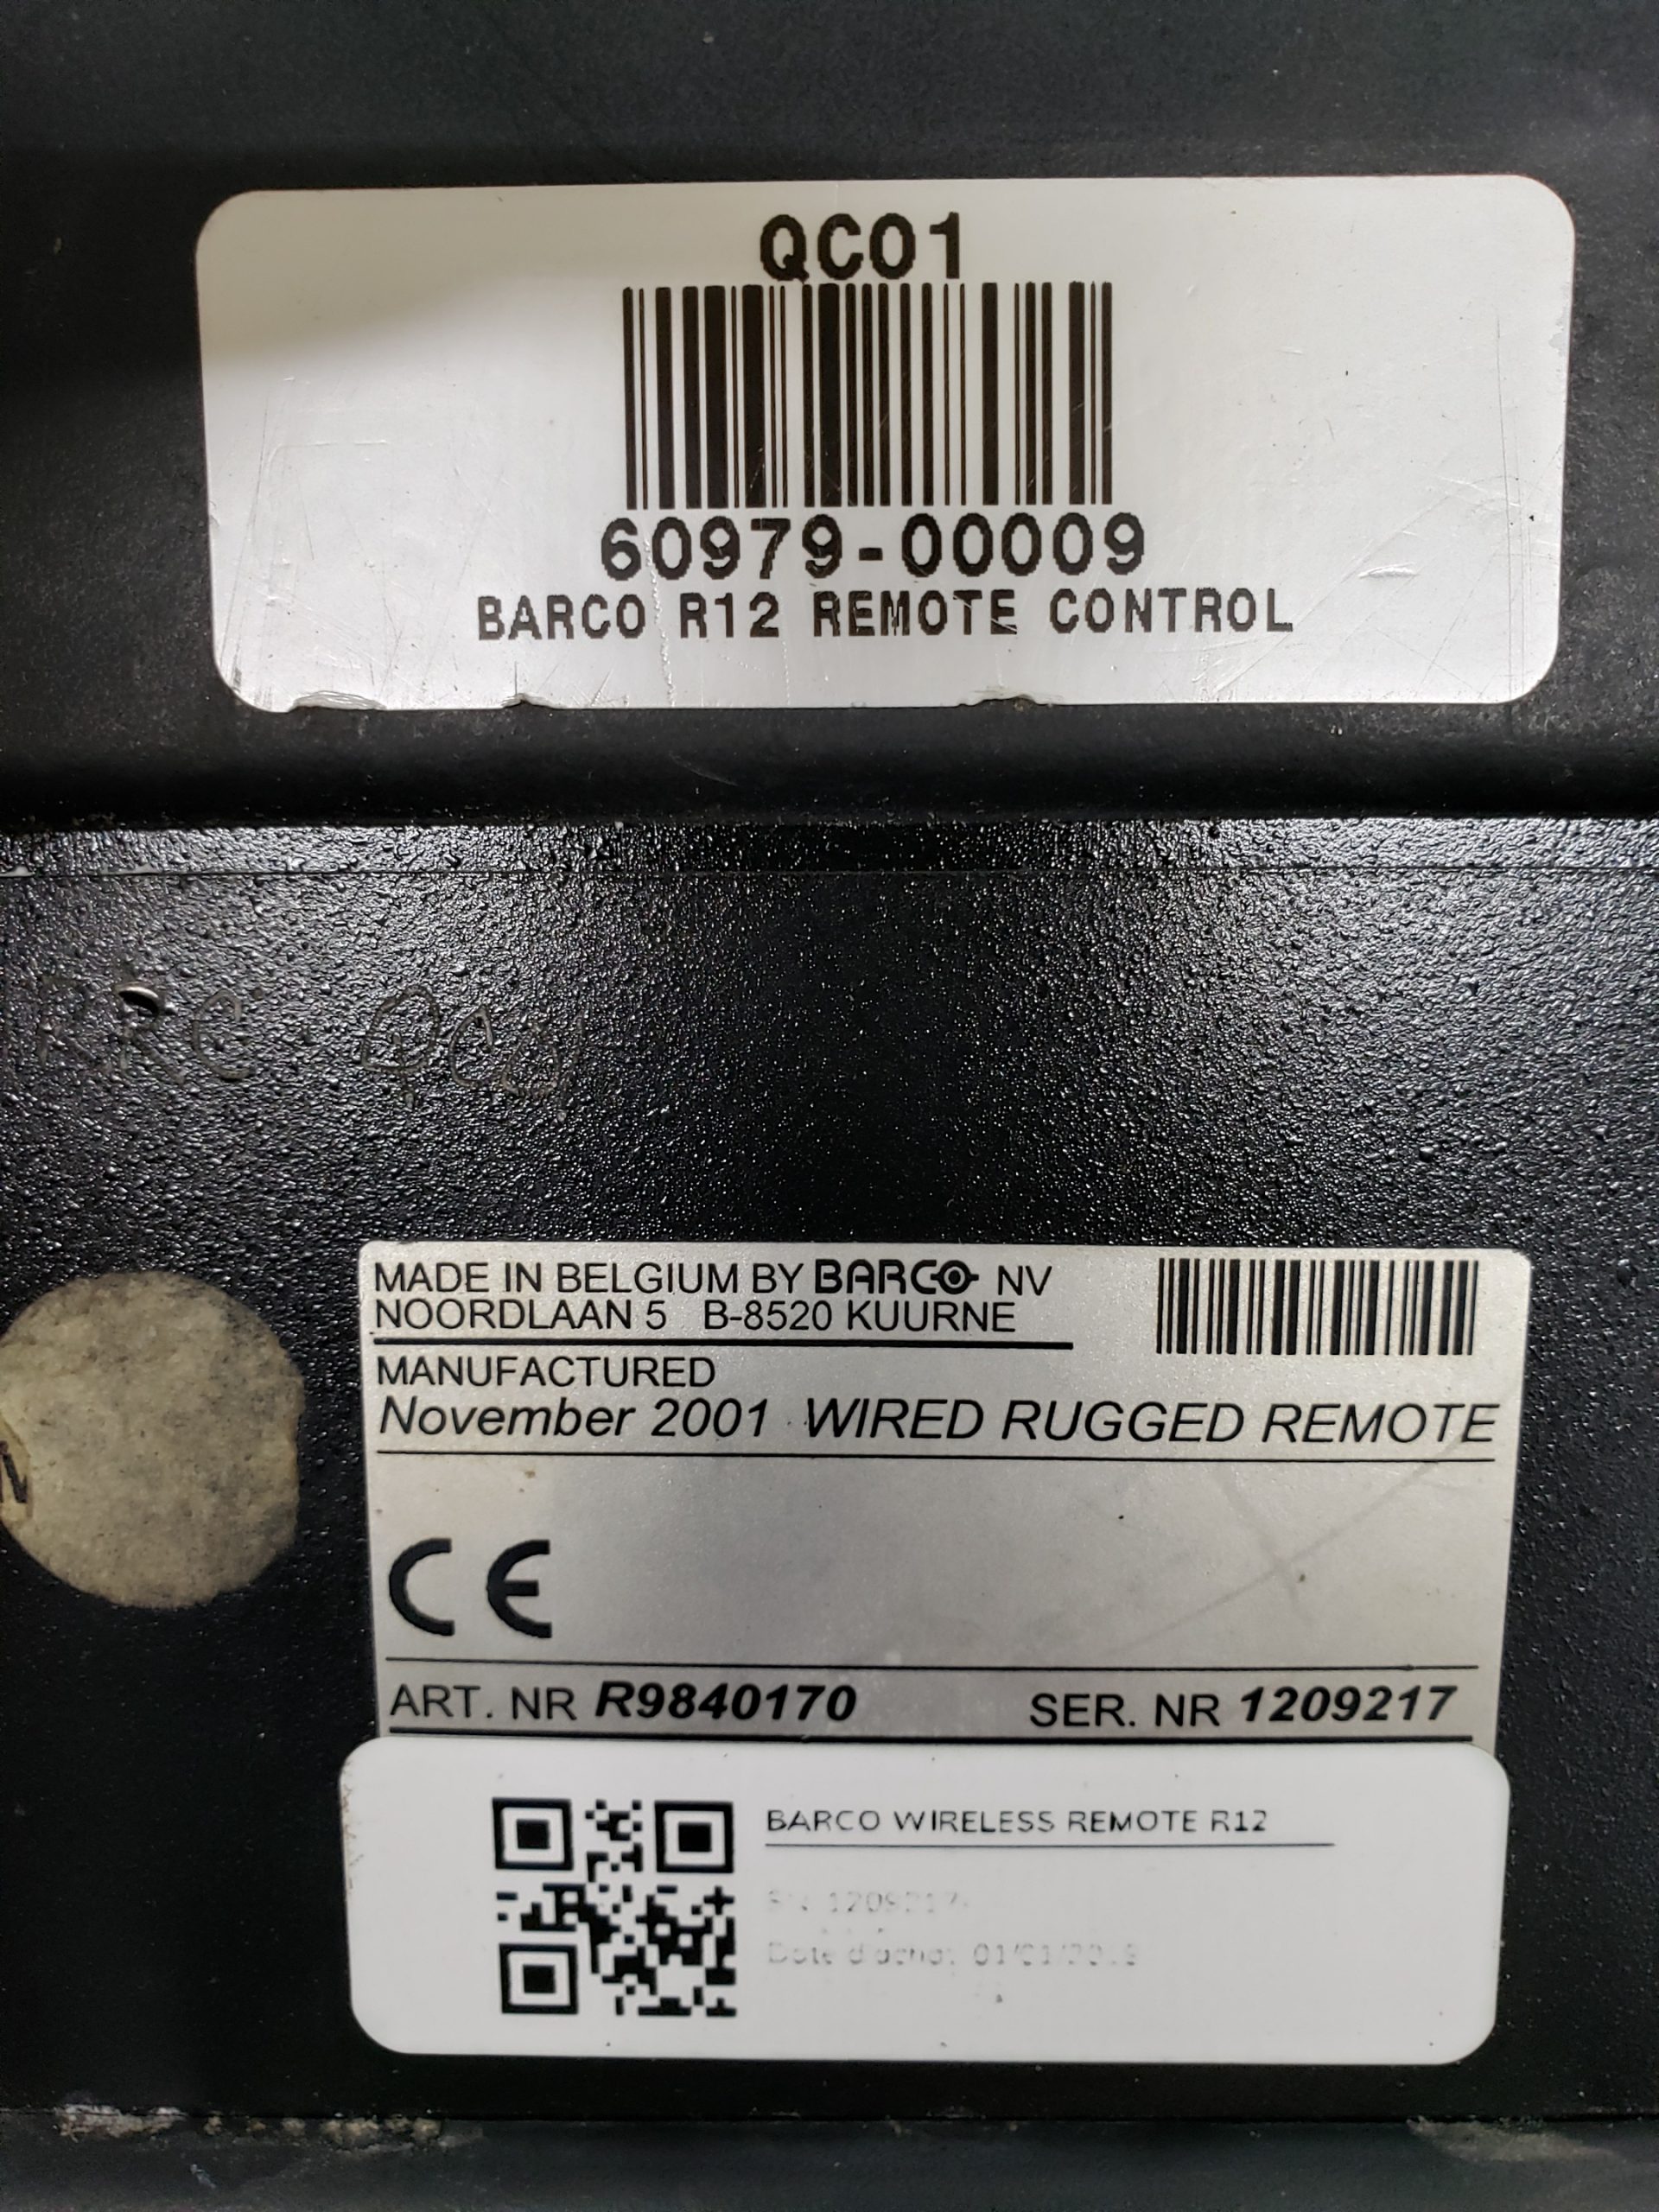 QC01
60979-00009
BARCO R12 REMOTE CONTROL
RRC
MADE IN BELGIUM BY BARCO NV
NOORDLAAN 5 B-8520 KUURNE
MANUFACTURED
November 2001 WIRED RUGGED REMOTE
CE
ART. NR R9840170 SER. NR 1209217
N
BARCO WIRELESS REMOTE R12